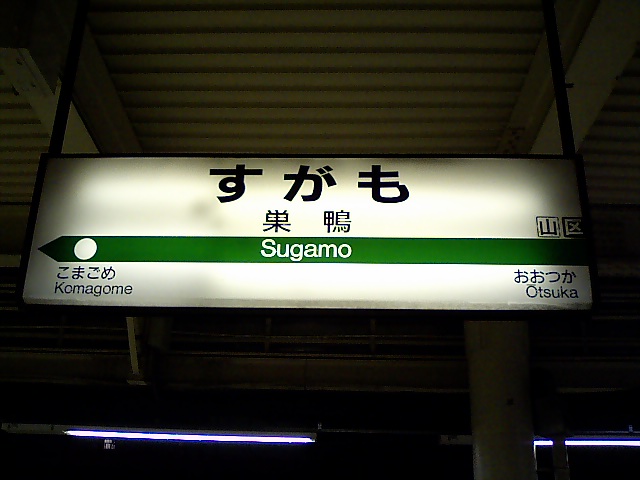 すがも
巣鴨
山区
Sugamo
こまごめ
Komagome
おおつか
Otsuka